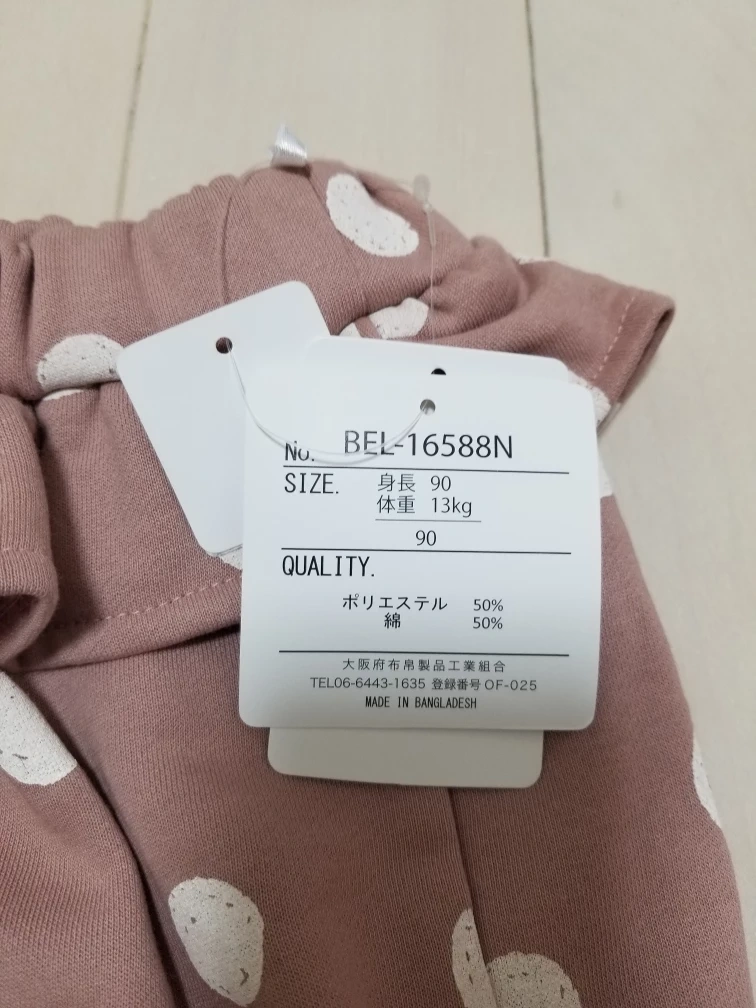 No. BEL-16588N
SIZE. 身長 90
体重 13kg
90
QUALITY.
ポリエステル 50%
綿 50%
大阪府布帛製品工業組合
TEL06-6443-1635 登録番号 OF-025
MADE IN BANGLADESH